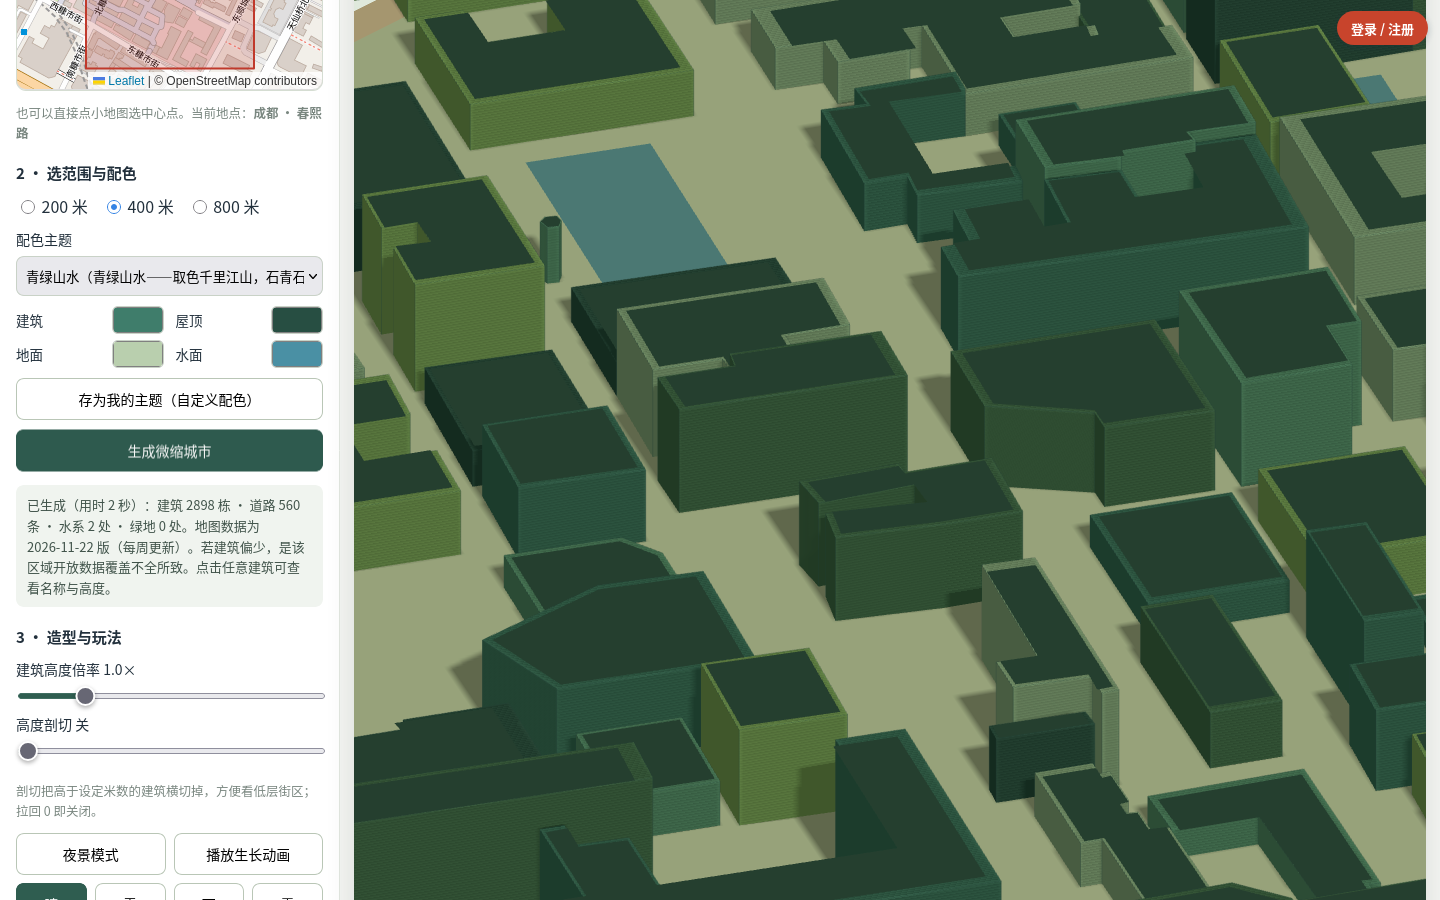 西糠市街
北糠
东糠市街
南糠市街
天仙桥北
Leaflet | © OpenStreetMap contributors
登录 / 注册
也可以直接点小地图选中心点。当前地点：成都 · 春熙
路
2 · 选范围与配色
200 米
400 米
800 米
配色主题
青绿山水（青绿山水——取色千里江山，石青石
建筑
屋顶
地面
水面
存为我的主题（自定义配色）
生成微缩城市
已生成（用时 2 秒）：建筑 2898 栋 · 道路 560
条 · 水系 2 处 · 绿地 0 处。地图数据为
2026-11-22 版（每周更新）。若建筑偏少，是该
区域开放数据覆盖不全所致。点击任意建筑可查
看名称与高度。
3 · 造型与玩法
建筑高度倍率 1.0×
高度剖切 关
剖切把高于设定米数的建筑横切掉，方便看低层街区；
拉回 0 即关闭。
夜景模式
播放生长动画